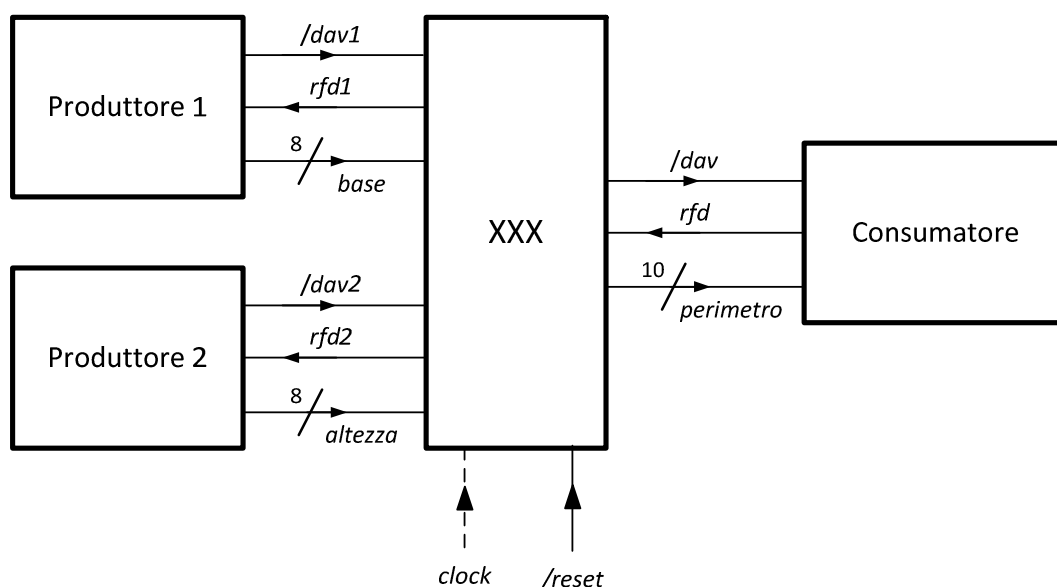 /dav1
Produttore 1
rfd1
8
base
XXX
/dav
rfd
Consumatore
10
perimetro
/dav2
Produttore 2
rfd2
8
altezza
clock
/reset